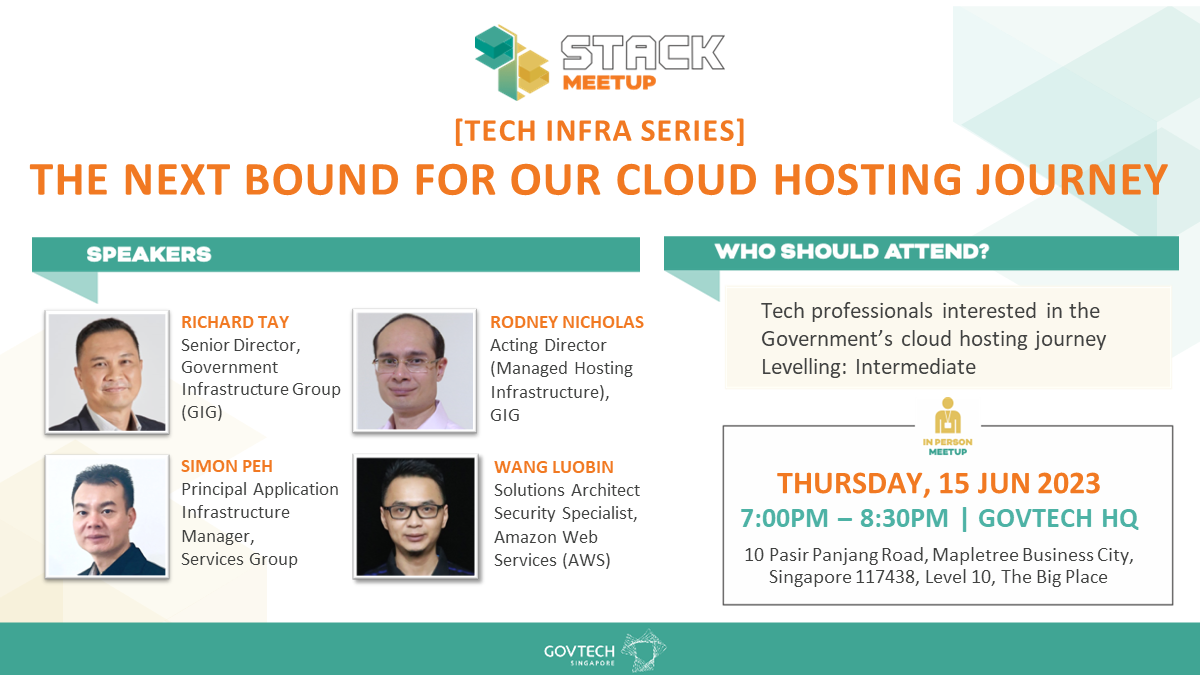 STACK
MEETUP
[TECH INFRA SERIES]
THE NEXT BOUND FOR OUR CLOUD HOSTING JOURNEY
SPEAKERS
RICHARD TAY
Senior Director,
Government
Infrastructure Group
(GIG)
RODNEY NICHOLAS
Acting Director
(Managed Hosting
Infrastructure),
GIG
SIMON PEH
Principal Application
Infrastructure
Manager,
Services Group
WANG LUOBIN
Solutions Architect
Security Specialist,
Amazon Web
Services (AWS)
WHO SHOULD ATTEND?
Tech professionals interested in the
Government’s cloud hosting journey
Levelling: Intermediate
IN PERSON
MEETUP
THURSDAY, 15 JUN 2023
7:00PM – 8:30PM | GOVTECH HQ
10 Pasir Panjang Road, Mapletree Business City,
Singapore 117438, Level 10, The Big Place
GOVTECH
SINGAPORE